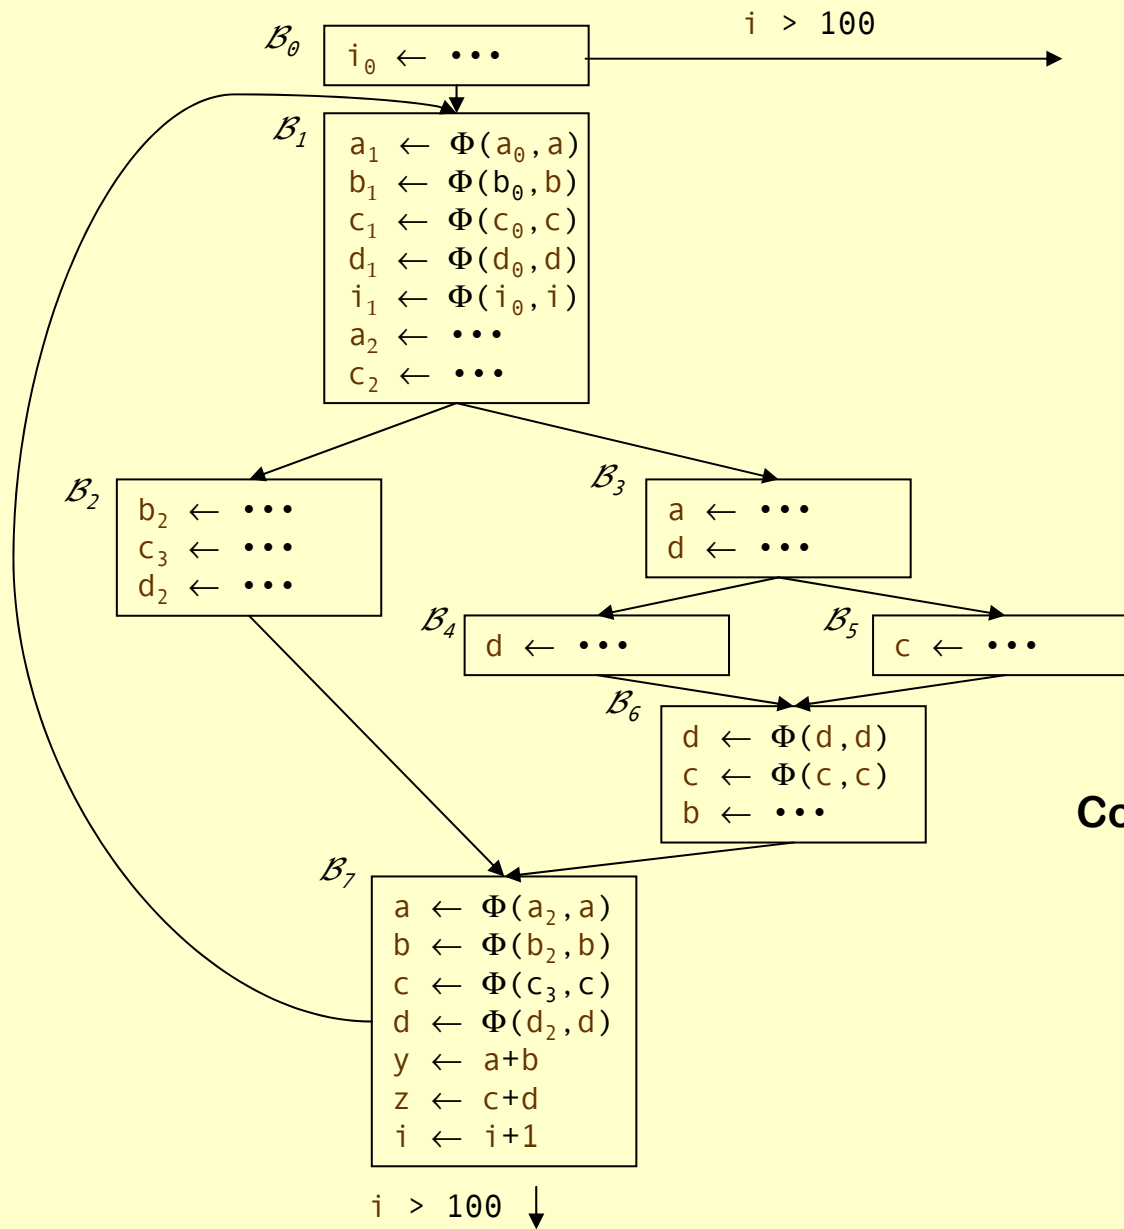 i > 100
ℬ₀
i₀ ← •••
ℬ₁
a₁ ← Φ(a₀,a)
b₁ ← Φ(b₀,b)
c₁ ← Φ(c₀,c)
d₁ ← Φ(d₀,d)
i₁ ← Φ(i₀,i)
a₂ ← •••
c₂ ← •••
ℬ₂
b₂ ← •••
c₃ ← •••
d₂ ← •••
ℬ₃
a ← •••
d ← •••
ℬ₄
d ← •••
ℬ₅
c ← •••
ℬ₆
d ← Φ(d,d)
c ← Φ(c,c)
b ← •••
Co
ℬ₇
a ← Φ(a₂,a)
b ← Φ(b₂,b)
c ← Φ(c₃,c)
d ← Φ(d₂,d)
y ← a+b
z ← c+d
i ← i+1
i > 100